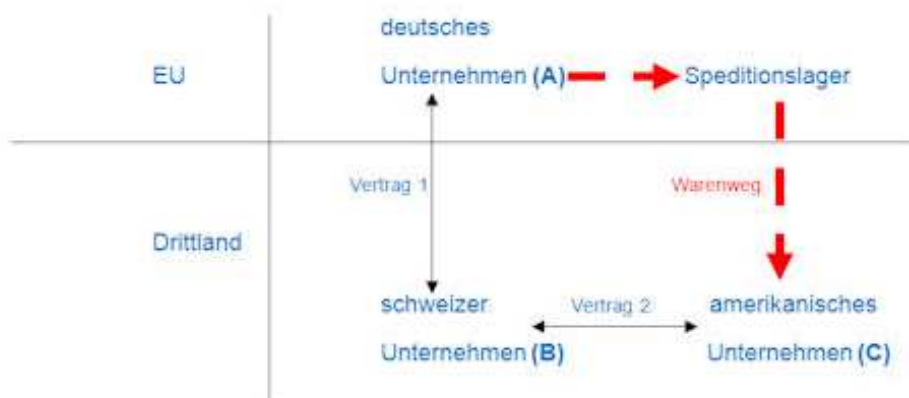 deutsches
EU Unternehmen (A) Speditionslager
Vertrag 1 Warenweg
Drittland
schweizer Vertrag 2 amerikanisches
Unternehmen (B) Unternehmen (C)